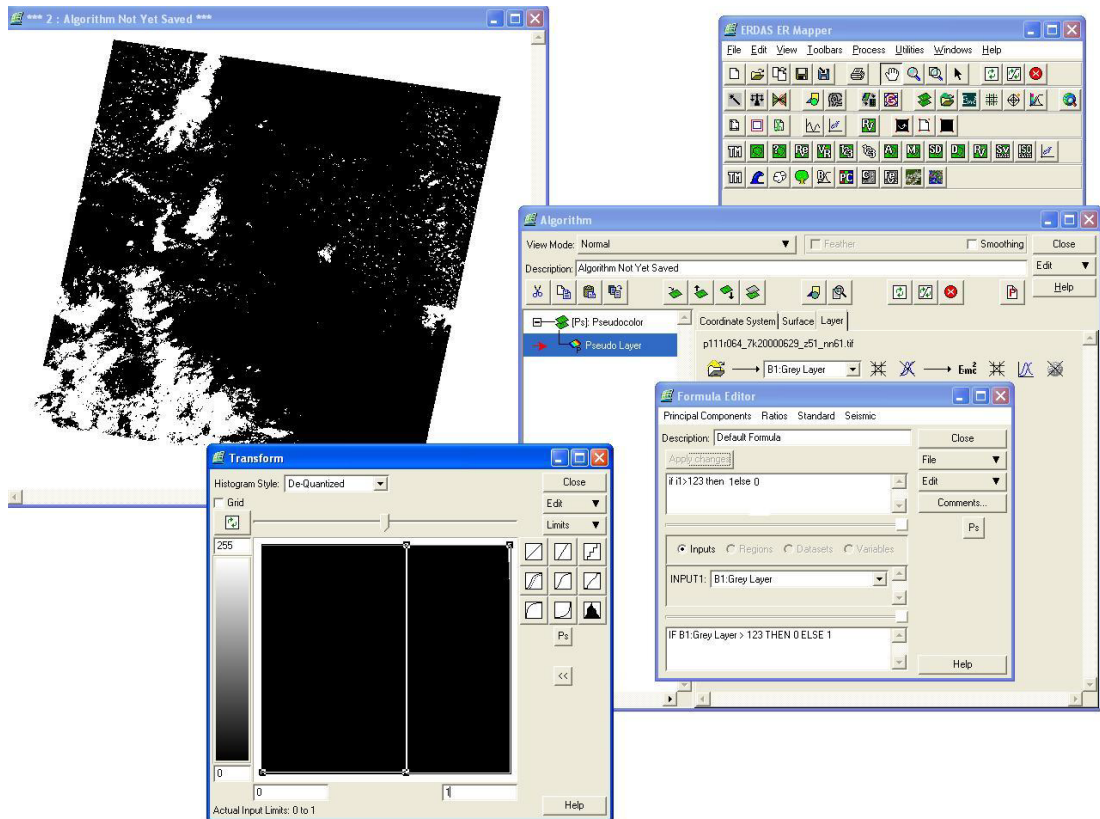 *** 2 : Algorithm Not Yet Saved ***
ERDAS ER Mapper
File Edit View Toolbars Process Utilities Windows Help
Algorithm
View Mode: Normal
Feather
Smoothing
Close
Description: Algorithm Not Yet Saved
Edit
Help
[Ps]: Pseudocolor
Pseudo Layer
Coordinate System Surface Layer
p111r064_7k20000629_z51_nn61.tif
B1:Grey Layer
Emc2
Formula Editor
Principal Components Ratios Standard Seismic
Description: Default Formula
Close
Apply changes
File
if i1>123 then 1else 0
Edit
Comments...
Ps
Inputs Regions Datasets Variables
INPUT1: B1:Grey Layer
IF B1:Grey Layer > 123 THEN 0 ELSE 1
Help
Transform
Histogram Style: De-Quantized
Close
Grid
Edit
Limits
255
Ps
<<
0
0
1
Actual Input Limits: 0 to 1
Help